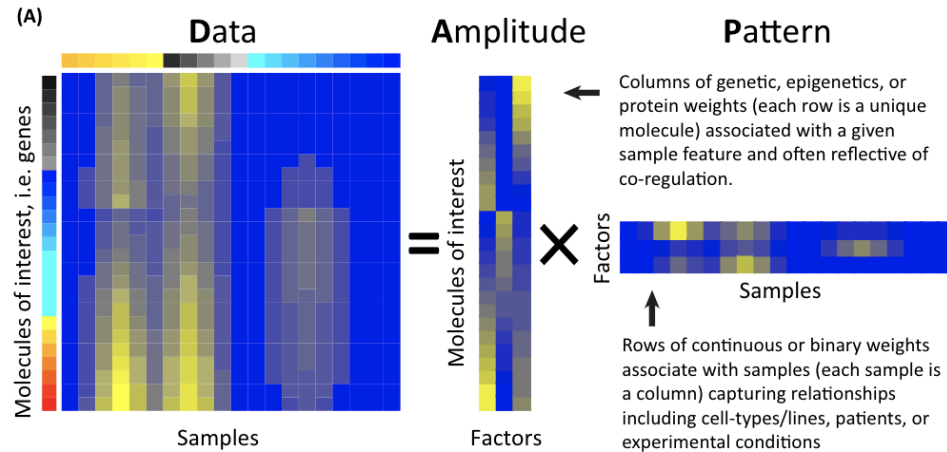 (A)
Data
Amplitude
Pattern
Molecules of interest, i.e. genes
Samples
=
Molecules of interest
Factors
×
Columns of genetic, epigenetics, or
protein weights (each row is a unique
molecule) associated with a given
sample feature and often reflective of
co-regulation.
Factors
Samples
Rows of continuous or binary weights
associate with samples (each sample is
a column) capturing relationships
including cell-types/lines, patients, or
experimental conditions